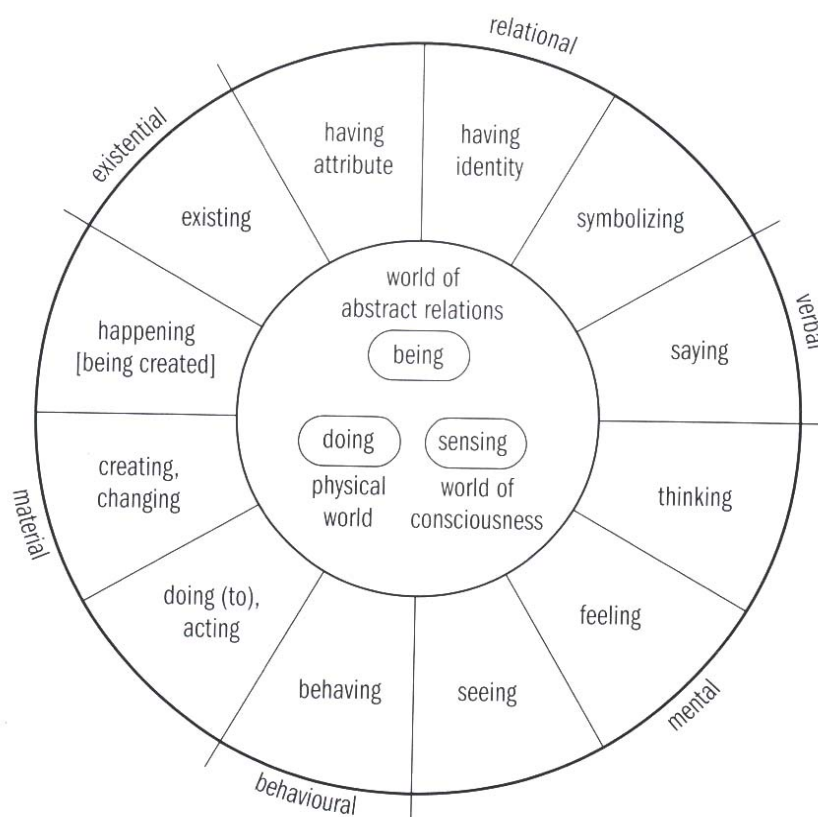 relational
existential
having
attribute
having
identity
existing
symbolizing
world of
abstract relations
being
happening
[being created]
saying
verbal
doing
sensing
physical
world
world of
consciousness
creating,
changing
thinking
material
doing (to),
acting
feeling
behaving
seeing
mental
behavioural